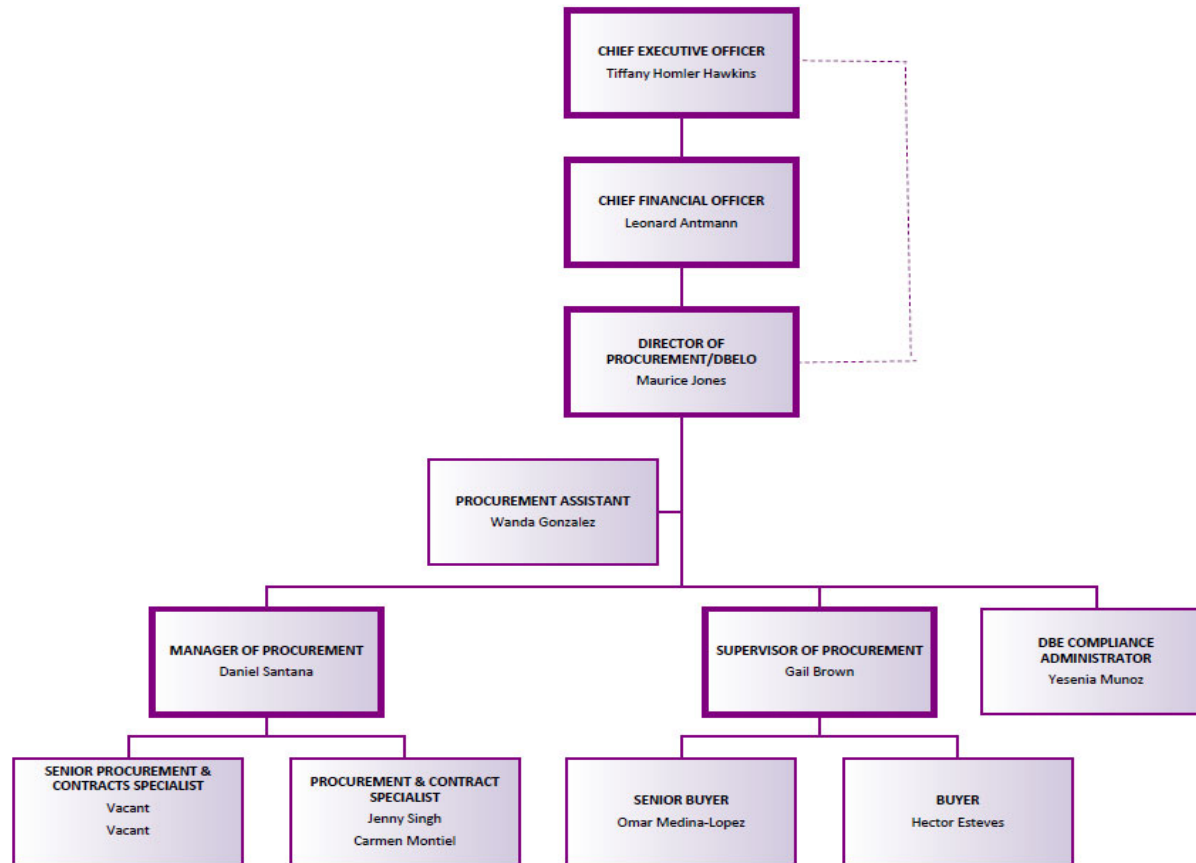 CHIEF EXECUTIVE OFFICER
Tiffany Homler Hawkins
CHIEF FINANCIAL OFFICER
Leonard Antmann
DIRECTOR OF
PROCUREMENT/DBELO
Maurice Jones
PROCUREMENT ASSISTANT
Wanda Gonzalez
MANAGER OF PROCUREMENT
Daniel Santana
SUPERVISOR OF PROCUREMENT
Gail Brown
DBE COMPLIANCE
ADMINISTRATOR
Yesenia Munoz
SENIOR PROCUREMENT &
CONTRACTS SPECIALIST
Vacant
Vacant
PROCUREMENT & CONTRACT
SPECIALIST
Jenny Singh
Carmen Montiel
SENIOR BUYER
Omar Medina-Lopez
BUYER
Hector Esteves